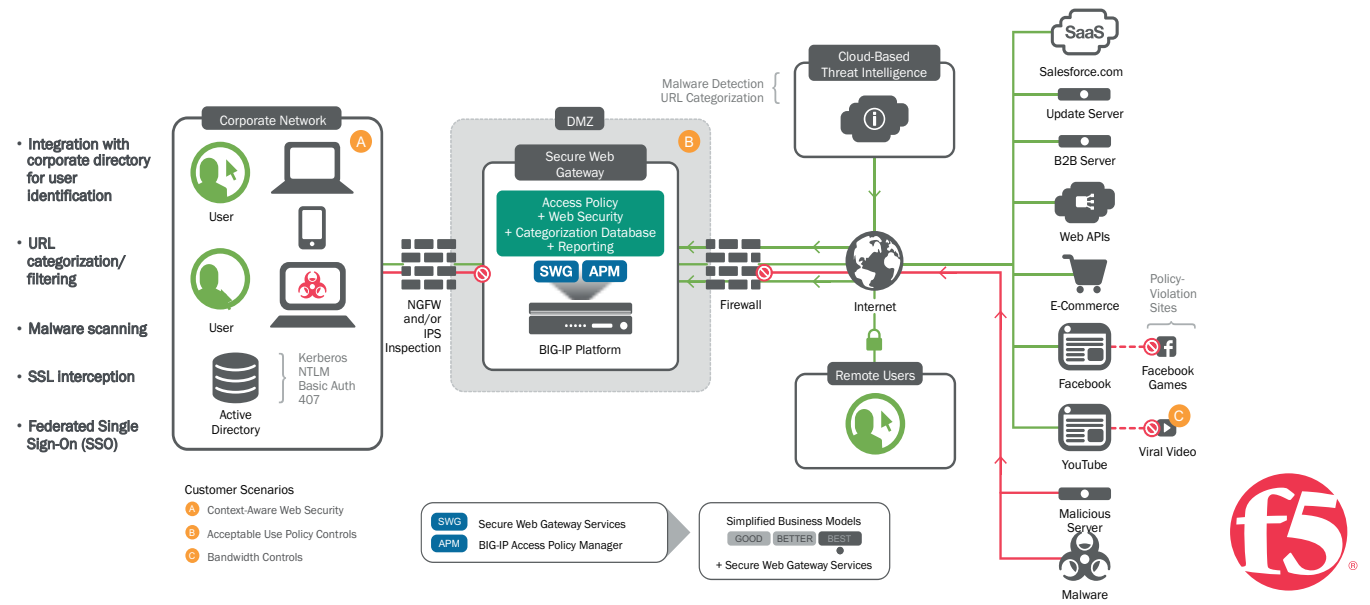 • Integration with
corporate directory
for user
identification
• URL
categorization/
filtering
• Malware scanning
• SSL interception
• Federated Single
Sign-On (SSO)
Corporate Network
A
User
User
Active
Directory
Kerberos
NTLM
Basic Auth
407
NGFW
and/or
IPS
Inspection
DMZ
B
Secure Web
Gateway
Access Policy
+ Web Security
+ Categorization Database
+ Reporting
SWG
APM
BIG-IP Platform
Firewall
Malware Detection
URL Categorization
Cloud-Based
Threat Intelligence
i
Internet
Remote Users
SaaS
Salesforce.com
Update Server
B2B Server
Web APIs
E-Commerce
Policy-
Violation
Sites
Facebook
f
Facebook
Games
YouTube
C
Viral Video
Malicious
Server
Malware
Customer Scenarios
A Context-Aware Web Security
B Acceptable Use Policy Controls
C Bandwidth Controls
SWG Secure Web Gateway Services
APM BIG-IP Access Policy Manager
Simplified Business Models
GOOD BETTER BEST
+ Secure Web Gateway Services
f5
®